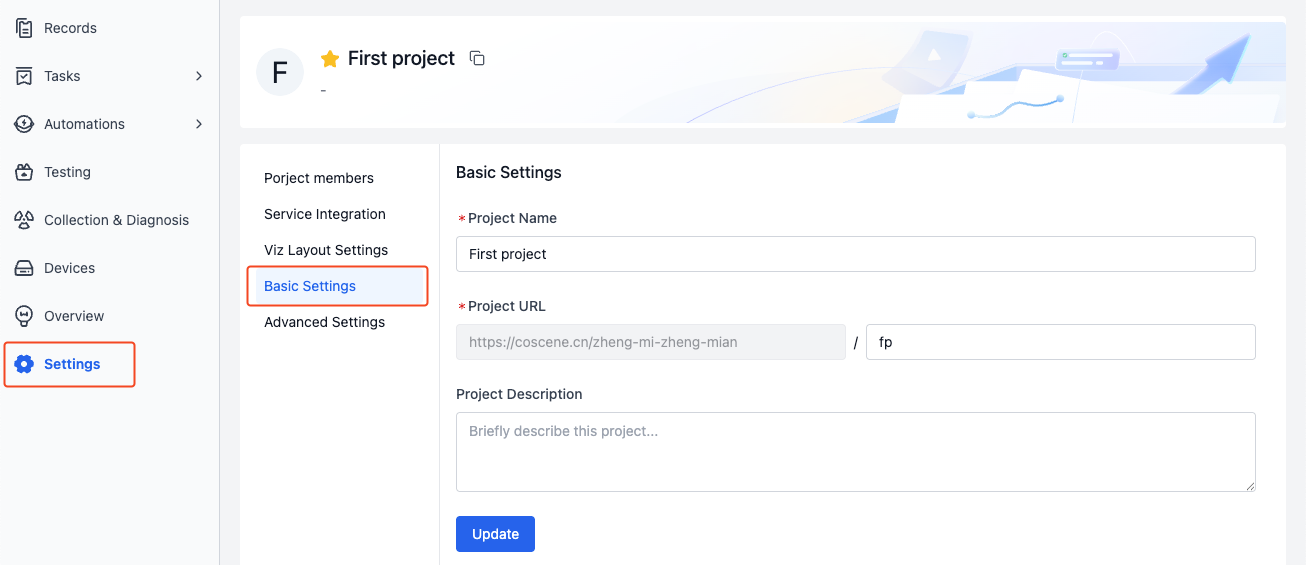 Records
Tasks
Automations
Testing
Collection & Diagnosis
Devices
Overview
Settings
F
First project
-
Porject members
Service Integration
Viz Layout Settings
Basic Settings
Advanced Settings
Basic Settings
* Project Name
First project
* Project URL
https://coscene.cn/zheng-mi-zheng-mian / fp
Project Description
Briefly describe this project...
Update